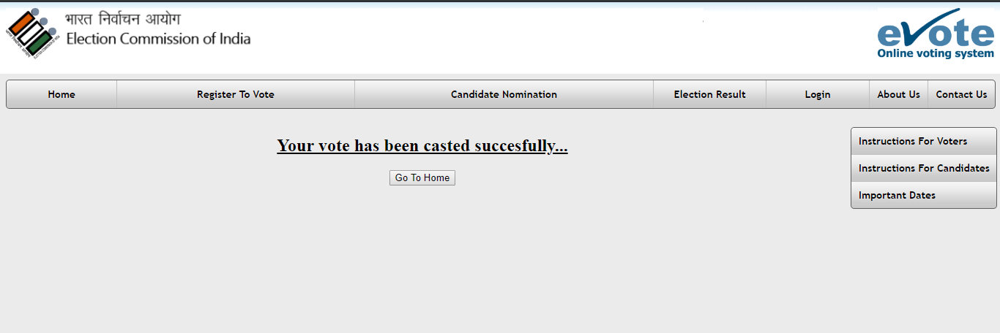 भारत निर्वाचन आयोग
Election Commission of India
eVote
Online voting system
Home
Register To Vote
Candidate Nomination
Election Result
Login
About Us
Contact Us
Your vote has been casted succesfully...
Go To Home
Instructions For Voters
Instructions For Candidates
Important Dates